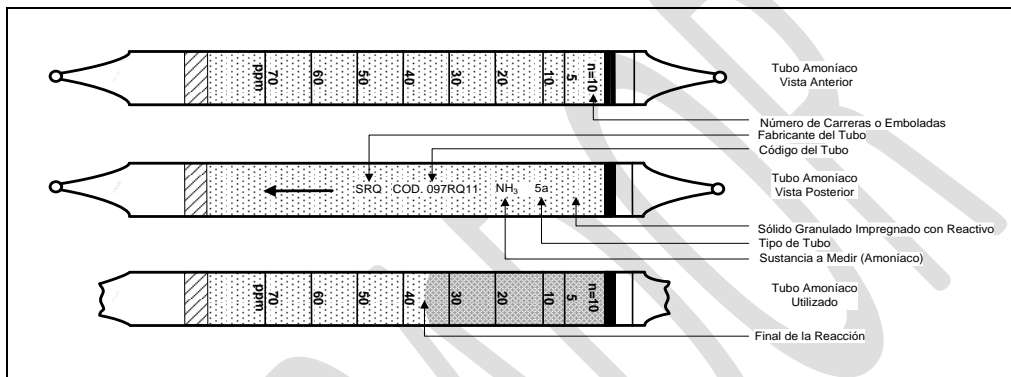 ppm 70 60 50 40 30 20 10 5 n=10
Tubo Amoníaco
Vista Anterior
Número de Carreras o Emboladas
Fabricante del Tubo
Código del Tubo
SRQ COD. 097RQ11 NH₃ 5a
Tubo Amoníaco
Vista Posterior
Sólido Granulado Impregnado con Reactivo
Tipo de Tubo
Sustancia a Medir (Amoníaco)
ppm 70 60 50 40 30 20 10 5 n=10
Tubo Amoníaco
Utilizado
Final de la Reacción